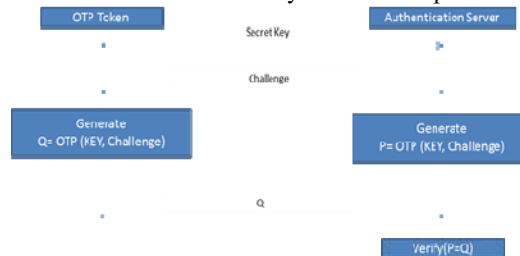 OTP Token
Authentication Server
Secret Key
Challenge
Generate
Q= OTP (KEY, Challenge)
Generate
P= OTP (KEY, Challenge)
Q
Verify(P=Q)